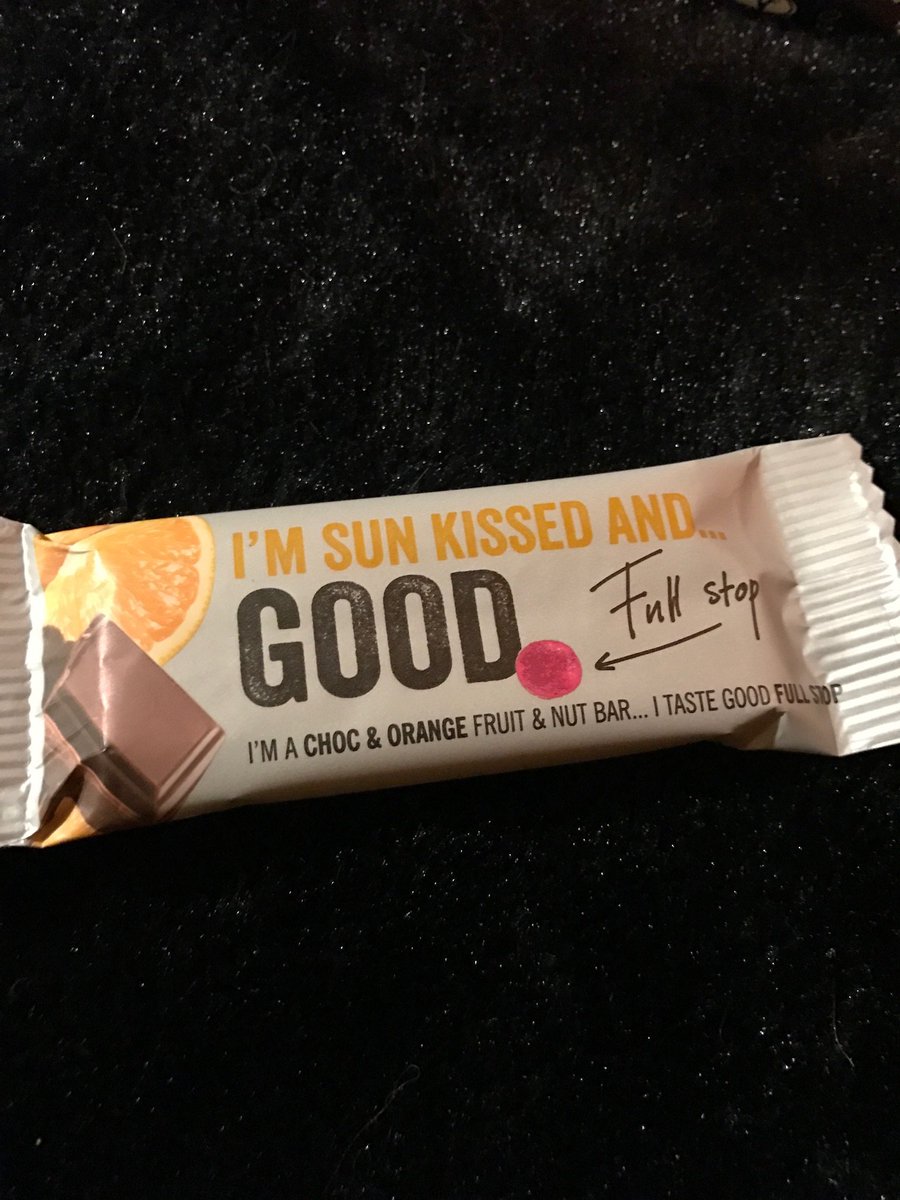 I'M SUN KISSED AND...
GOOD.
Full stop
I'M A CHOC & ORANGE FRUIT & NUT BAR... I TASTE GOOD FULL STOP